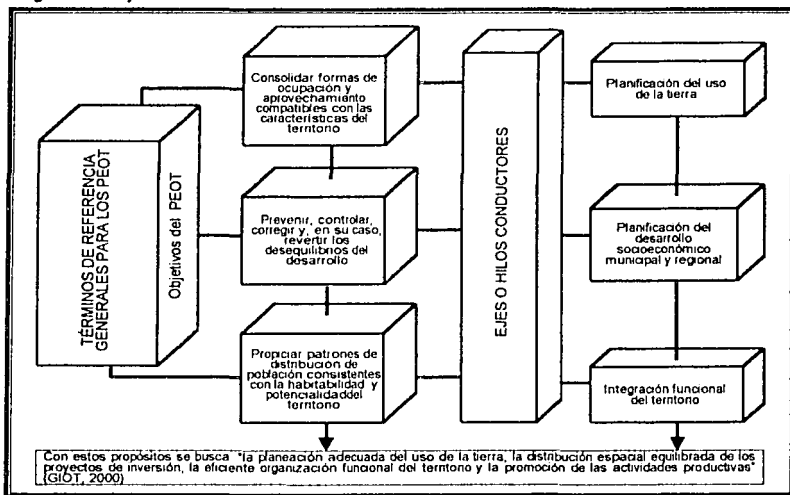 TÉRMINOS DE REFERENCIA
GENERALES PARA LOS PEOT
Objetivos del PEOT
Consolidar formas de
ocupación y
aprovechamiento
compatibles con las
características del
territorio
Prevenir, controlar,
corregir y, en su caso,
revertir los
desequilibrios del
desarrollo
Propiciar patrones de
distribución de
población consistentes
con la habitabilidad y
potencialidaddel
territorio
EJES O HILOS CONDUCTORES
Planificación del uso
de la tierra
Planificación del
desarrollo
socioeconómico
municipal y regional
Integración funcional
del territorio
Con estos propósitos se busca "la planeación adecuada del uso de la tierra, la distribución espacial equilibrada de los
proyectos de inversión, la eficiente organización funcional del territorio y la promoción de las actividades productivas"
(GIOT, 2000)